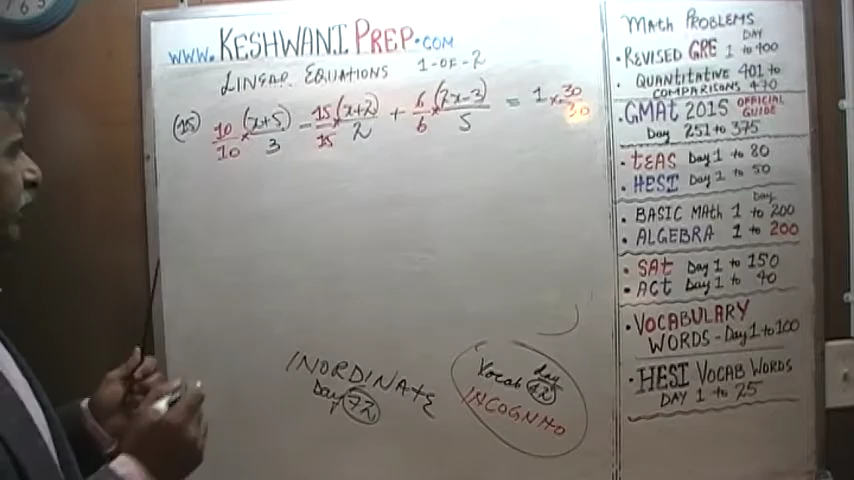 www.KESHWANI PREP.COM
LINEAR EQUATIONS 1-OF-2
(15) 10/10 × (x+5)/3 - 15/15 × (x+2)/2 + 6/6 × (2x-3)/5 = 1 × 30/30
INORDINATE
Day 72
Vocab day
INCOGNITO
MATH PROBLEMS
DAY
• REVISED GRE 1 to 400
• QUANTITATIVE 401 to
COMPARISONS 470
• GMAt 2015 OFFICIAL GUIDE
Day 251 to 375
• tEAS Day 1 to 80
• HESI Day 1 to 50
Day
• BASIC MAth 1 to 200
• ALGEBRA 1 to 200
• SAt Day 1 to 150
• ACt Day 1 to 40
• VOCABULARY
WORDS - Day 1 to 100
• HESI VOCAB WORDS
DAY 1 to 25